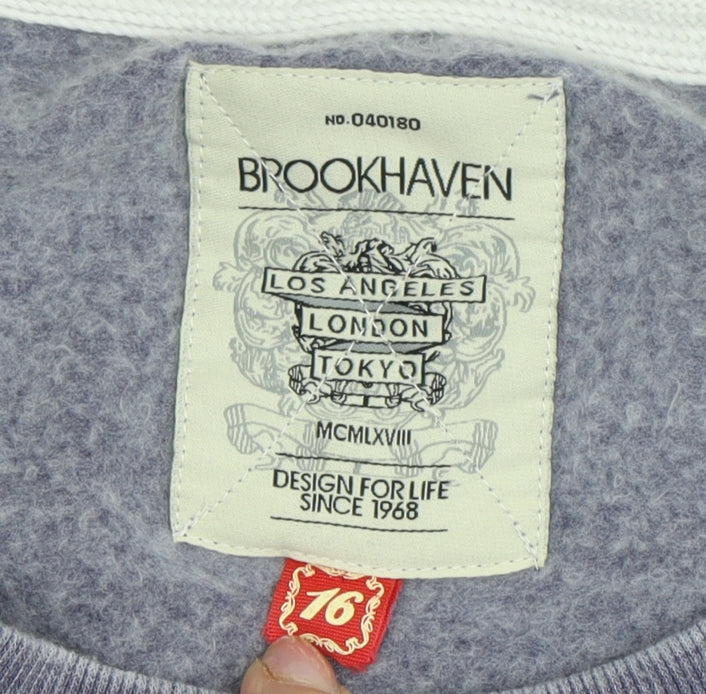 NO.040180
BROOKHAVEN
LOS ANGELES
LONDON
TOKYO
MCMLXVIII
DESIGN FOR LIFE
SINCE 1968
16